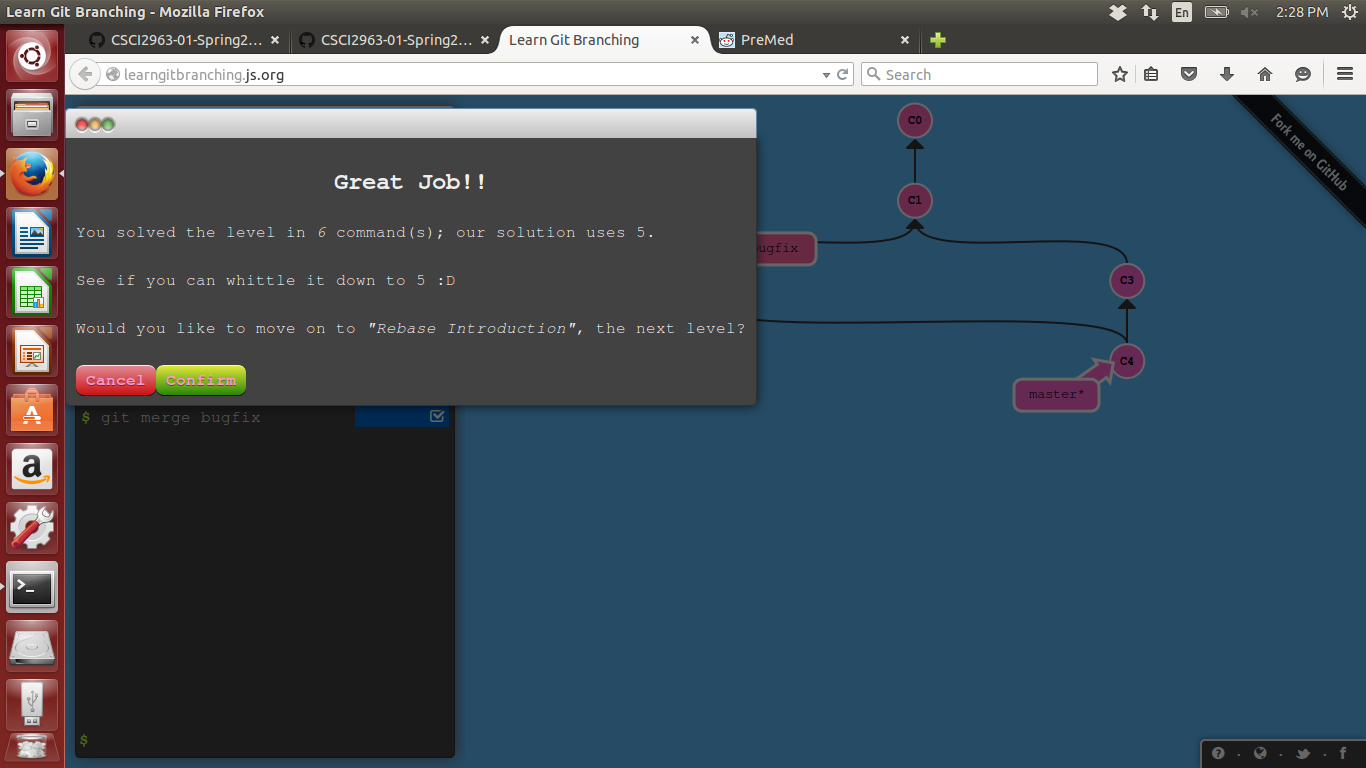 Learn Git Branching - Mozilla Firefox
En
2:28 PM
CSCI2963-01-Spring2...
CSCI2963-01-Spring2...
Learn Git Branching
PreMed
learngitbranching.js.org
Search
Great Job!!
You solved the level in 6 command(s); our solution uses 5.
See if you can whittle it down to 5 :D
Would you like to move on to "Rebase Introduction", the next level?
Cancel
Confirm
$ git merge bugfix
$
C0
C1
ugfix
C3
C4
master*
Fork me on GitHub